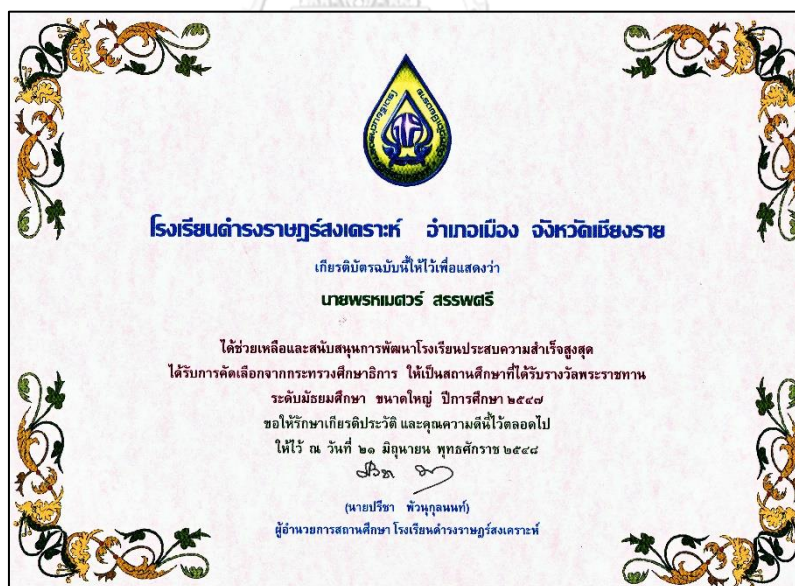 โรงเรียนดำรงราษฎร์สงเคราะห์ อำเภอเมือง จังหวัดเชียงราย
เกียรติบัตรฉบับนี้ให้ไว้เพื่อแสดงว่า
นายพรหเมศวร์ สรรพศรี
ได้ช่วยเหลือและสนับสนุนการพัฒนาโรงเรียนประสบความสำเร็จสูงสุด
ได้รับการคัดเลือกจากกระทรวงศึกษาธิการ ให้เป็นสถานศึกษาที่ได้รับรางวัลพระราชทาน
ระดับมัธยมศึกษา ขนาดใหญ่ ปีการศึกษา ๒๕๔๗
ขอให้รักษาเกียรติประวัติ และคุณความดีนี้ไว้ตลอดไป
ให้ไว้ ณ วันที่ ๒๑ มิถุนายน พุทธศักราช ๒๕๔๘
(นายปรีชา พัวนุกุลนนท์)
ผู้อำนวยการสถานศึกษา โรงเรียนดำรงราษฎร์สงเคราะห์